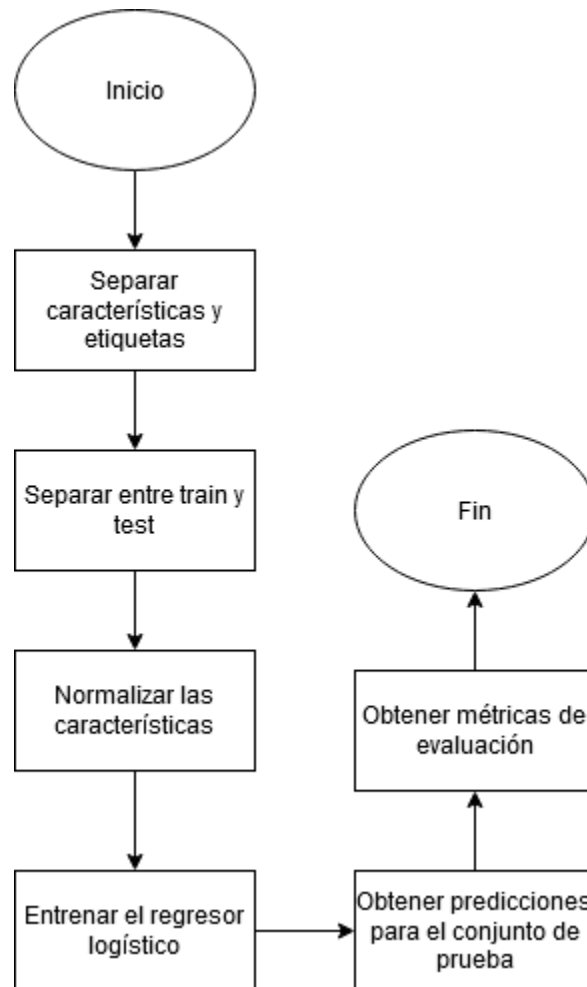 Inicio
Separar
características y
etiquetas
Separar entre train y
test
Normalizar las
características
Entrenar el regresor
logístico
Obtener predicciones
para el conjunto de
prueba
Obtener métricas de
evaluación
Fin